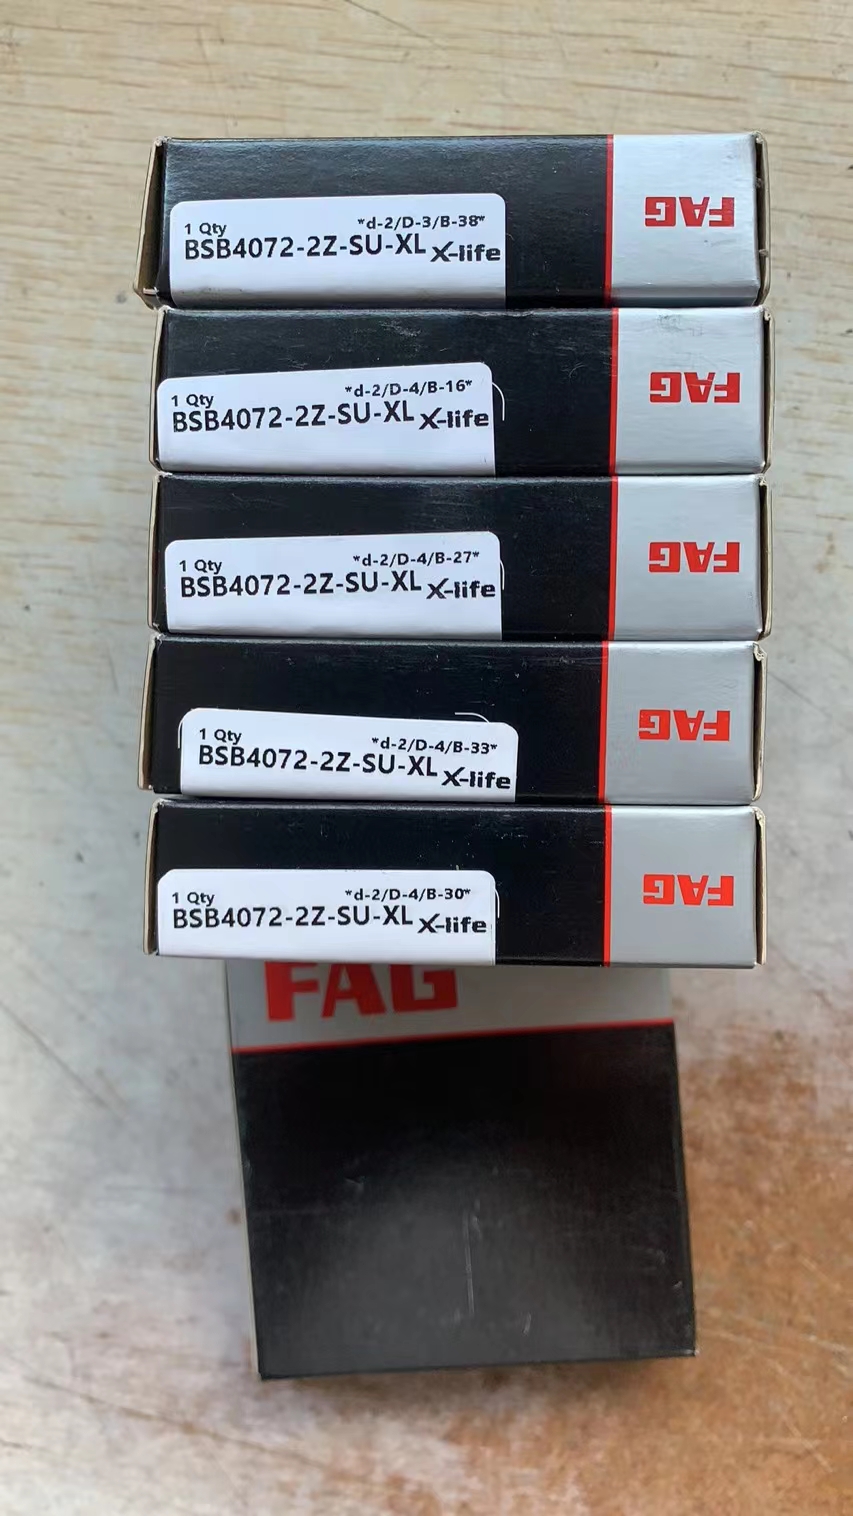 1 Qty *d-2/D-3/B-38*
BSB4072-2Z-SU-XL X-life
FAG
1 Qty *d-2/D-4/B-16*
BSB4072-2Z-SU-XL X-life
FAG
1 Qty *d-2/D-4/B-27*
BSB4072-2Z-SU-XL X-life
FAG
1 Qty *d-2/D-4/B-33*
BSB4072-2Z-SU-XL X-life
FAG
1 Qty *d-2/D-4/B-30*
BSB4072-2Z-SU-XL X-life
FAG
FAG